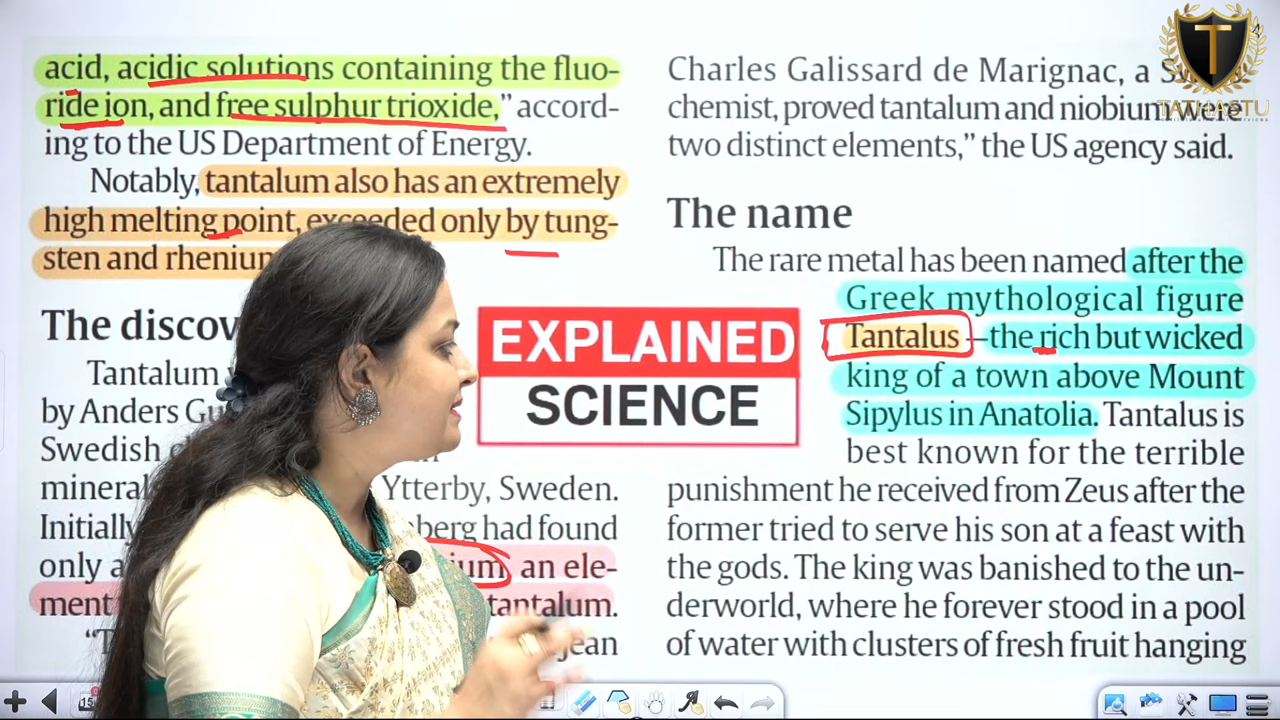 acid, acidic solutions containing the fluo-
ride ion, and free sulphur trioxide,” accord-
ing to the US Department of Energy.
Notably, tantalum also has an extremely
high melting point, exceeded only by tung-
sten and rhenium
The discov
Tantalum
by Anders Gu
Swedish
mineral Ytterby, Sweden.
Initially berg had found
only a ium, an ele-
ment tantalum.
Jean
EXPLAINED
SCIENCE
Charles Galissard de Marignac, a
chemist, proved tantalum and niobium were
two distinct elements,” the US agency said.
The name
The rare metal has been named after the
Greek mythological figure
Tantalus—the rich but wicked
king of a town above Mount
Sipylus in Anatolia. Tantalus is
best known for the terrible
punishment he received from Zeus after the
former tried to serve his son at a feast with
the gods. The king was banished to the un-
derworld, where he forever stood in a pool
of water with clusters of fresh fruit hanging
T
TATHASTU
15